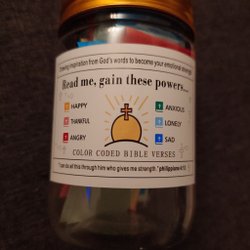 Drawing inspiration from God's words to become your emotional strength
Read me, gain these powers...
HAPPY
THANKFUL
ANGRY
ANXIOUS
LONELY
SAD
COLOR CODED BIBLE VERSES
"I can do all this through him who gives me strength." philippians 4:13